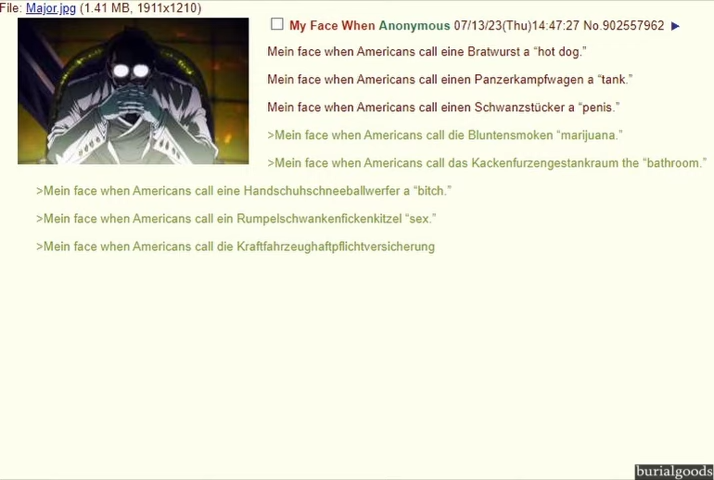 File: Major.jpg (1.41 MB, 1911x1210)
My Face When Anonymous 07/13/23(Thu)14:47:27 No.902557962 ▶
Mein face when Americans call eine Bratwurst a “hot dog.”
Mein face when Americans call einen Panzerkampfwagen a “tank.”
Mein face when Americans call einen Schwanzstücker a “penis.”
>Mein face when Americans call die Bluntensmoken “marijuana.”
>Mein face when Americans call das Kackenfurzengestankraum the “bathroom.”
>Mein face when Americans call eine Handschuhschneeballwerfer a “bitch.”
>Mein face when Americans call ein Rumpelschwankenfickenkitzel “sex.”
>Mein face when Americans call die Kraftfahrzeughaftpflichtversicherung
burialgoods